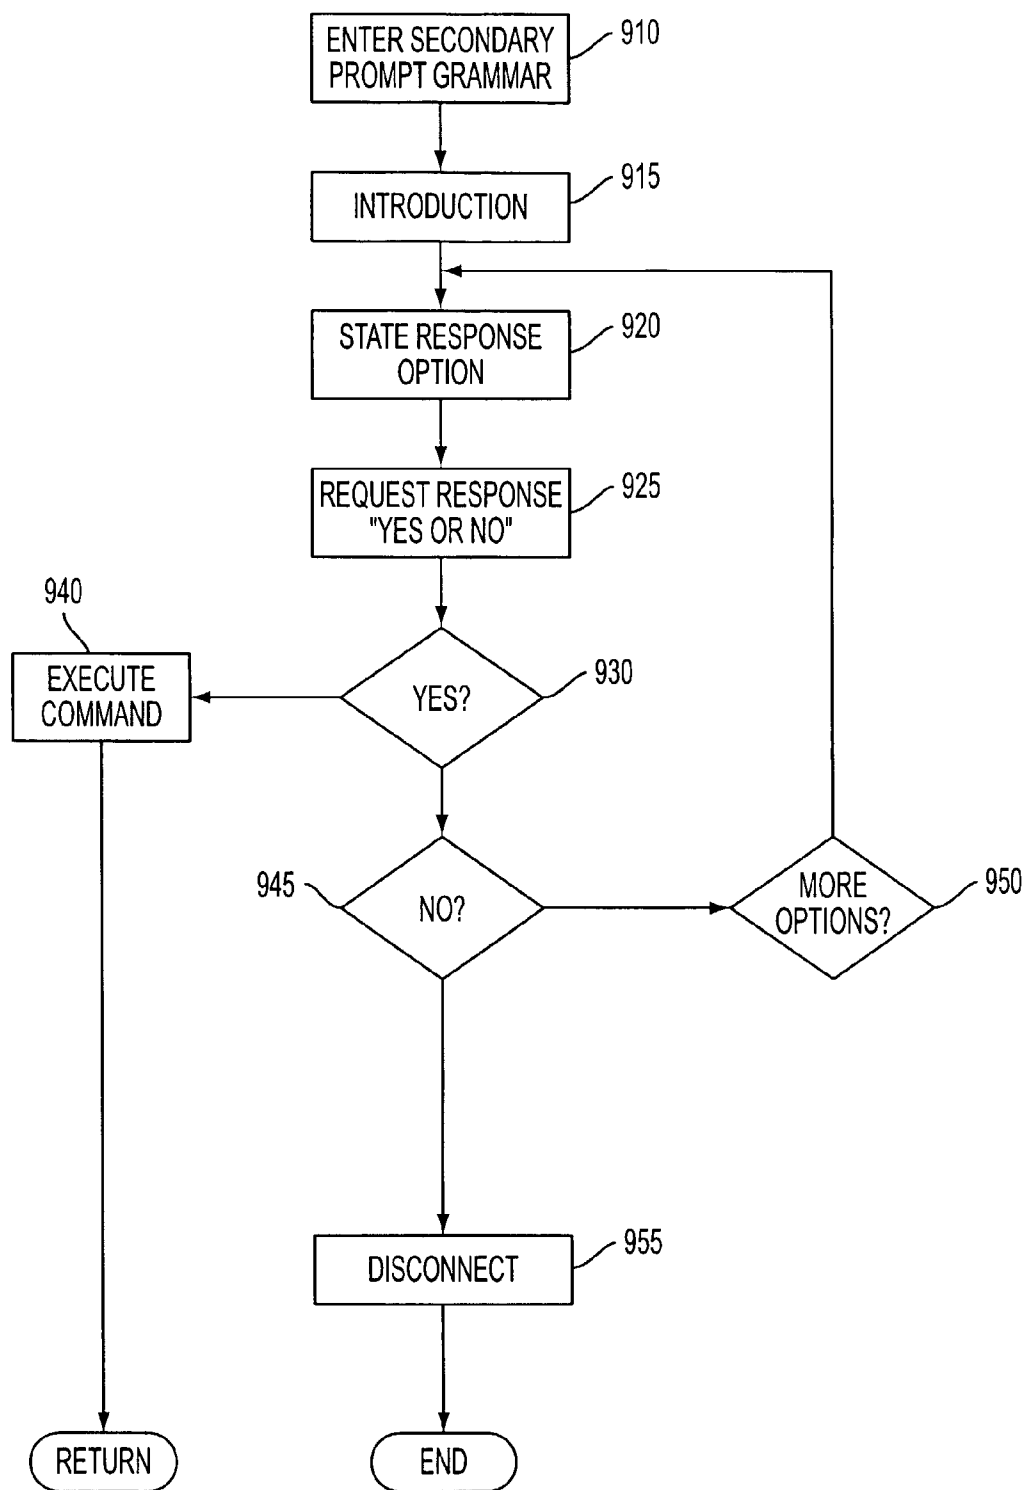 ENTER SECONDARY
PROMPT GRAMMAR
910
INTRODUCTION
915
STATE RESPONSE
OPTION
920
REQUEST RESPONSE
"YES OR NO"
925
940
EXECUTE
COMMAND
YES?
930
945
NO?
MORE
OPTIONS?
950
DISCONNECT
955
RETURN
END